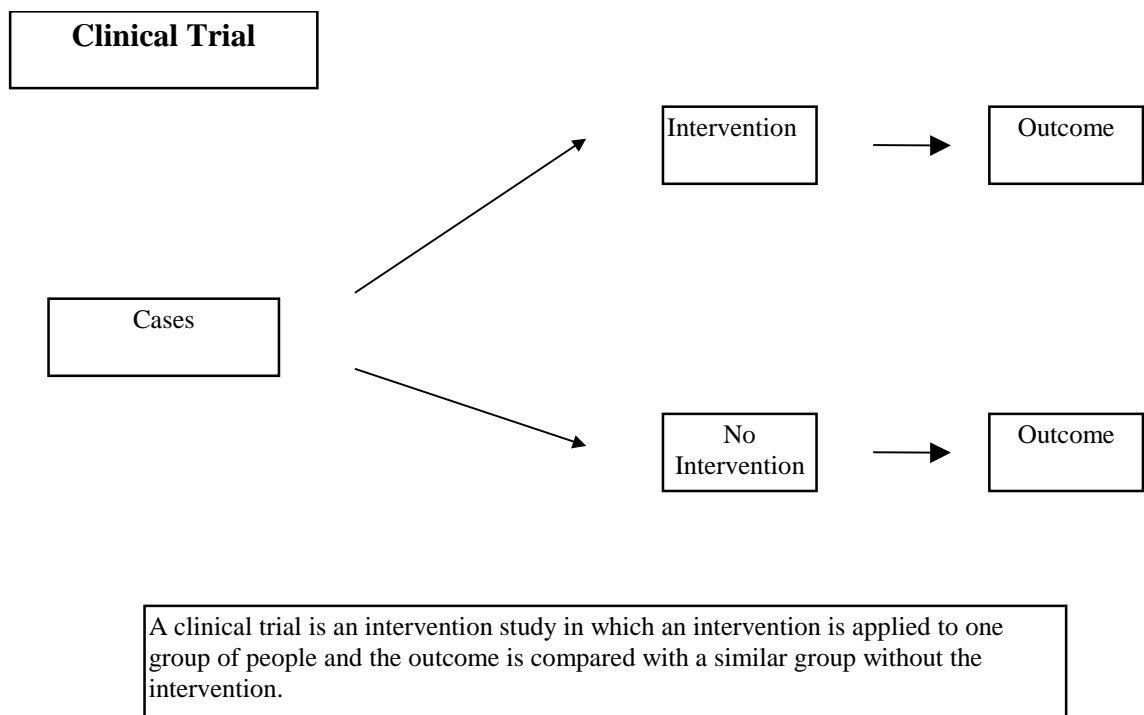 Clinical Trial
Intervention
Outcome
Cases
No
Intervention
Outcome
A clinical trial is an intervention study in which an intervention is applied to one
group of people and the outcome is compared with a similar group without the
intervention.